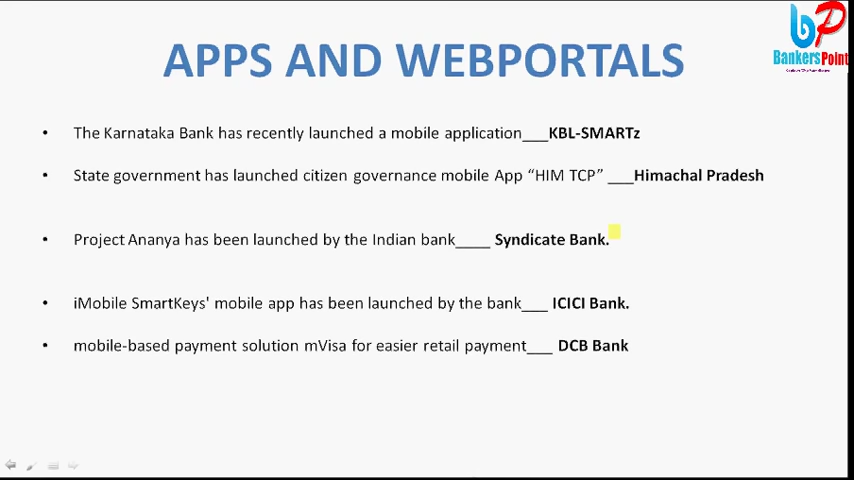 bP
BankersPoint
APPS AND WEBPORTALS
• The Karnataka Bank has recently launched a mobile application___KBL-SMARTz
• State government has launched citizen governance mobile App “HIM TCP” ___Himachal Pradesh
• Project Ananya has been launched by the Indian bank____ Syndicate Bank.
• iMobile SmartKeys' mobile app has been launched by the bank___ ICICI Bank.
• mobile-based payment solution mVisa for easier retail payment___ DCB Bank